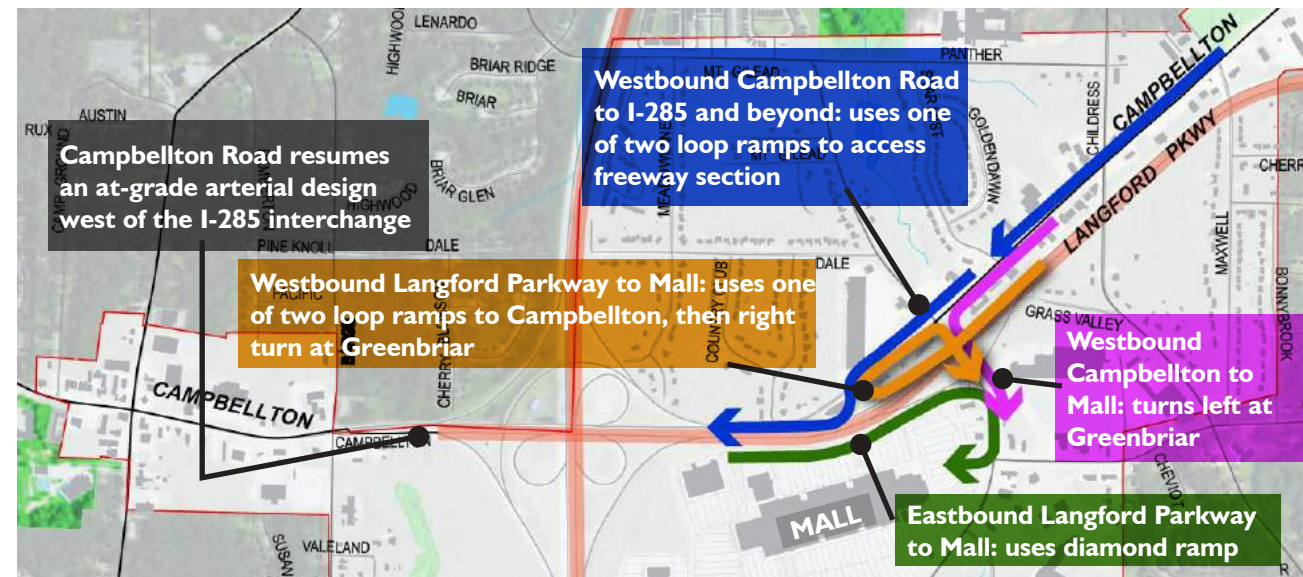 LENARDO
HIGHWOOD
BRIAR RIDGE
BRIAR
AUSTIN
RUX
PANTHER
CAMPBELLTON
Westbound Campbellton Road
to I-285 and beyond: uses one
of two loop ramps to access
freeway section
MT GILEAD
MT GILEAD
GOLDENDAWN
CHILDRESS
LANGFORD PKWY
CHERR
Campbellton Road resumes
an at-grade arterial design
west of the I-285 interchange
BRIAR GLEN
HIGHWOOD
PINE KNOLL
DALE
DALE
MAXWELL
BONNYBROOK
Westbound Langford Parkway to Mall: uses one
of two loop ramps to Campbellton, then right
turn at Greenbriar
PACIFIC
COUNTRY CLUB
GRASS VALLEY
Westbound
Campbellton to
Mall: turns left at
Greenbriar
CAMPBELLTON
CAMPBELLTON
CHEVIOT
MALL
Eastbound Langford Parkway
to Mall: uses diamond ramp
SUSAN
VALELAND
R